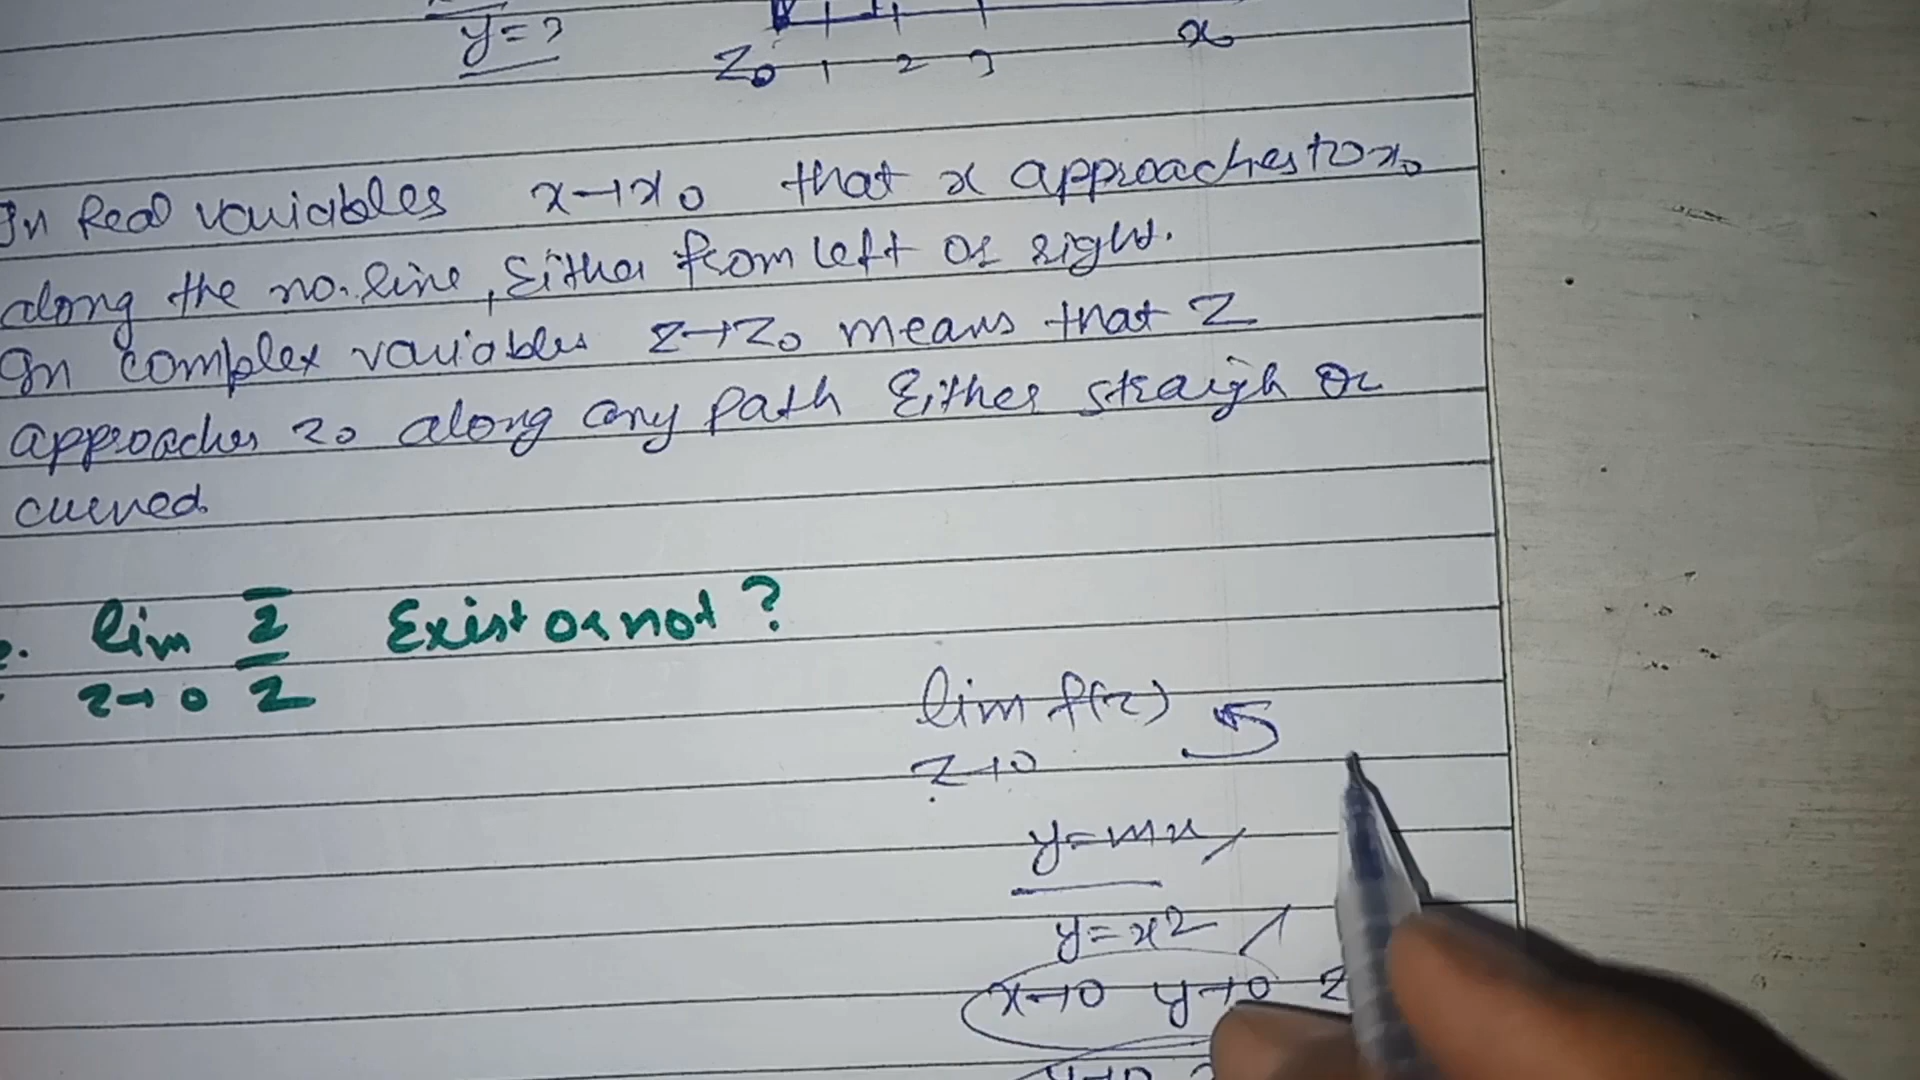 y=3
Z0 1 2 3 x
In Real variables x→x0 that x approaches to x0
along the no. line, Either from left or right.
In complex variables z→z0 means that Z
approaches z0 along any path Either straigh or
curved
lim z̅ Exist or not?
z→0 z
lim f(z)
z→0
y=mx
y=x2
x→0 y→0 z